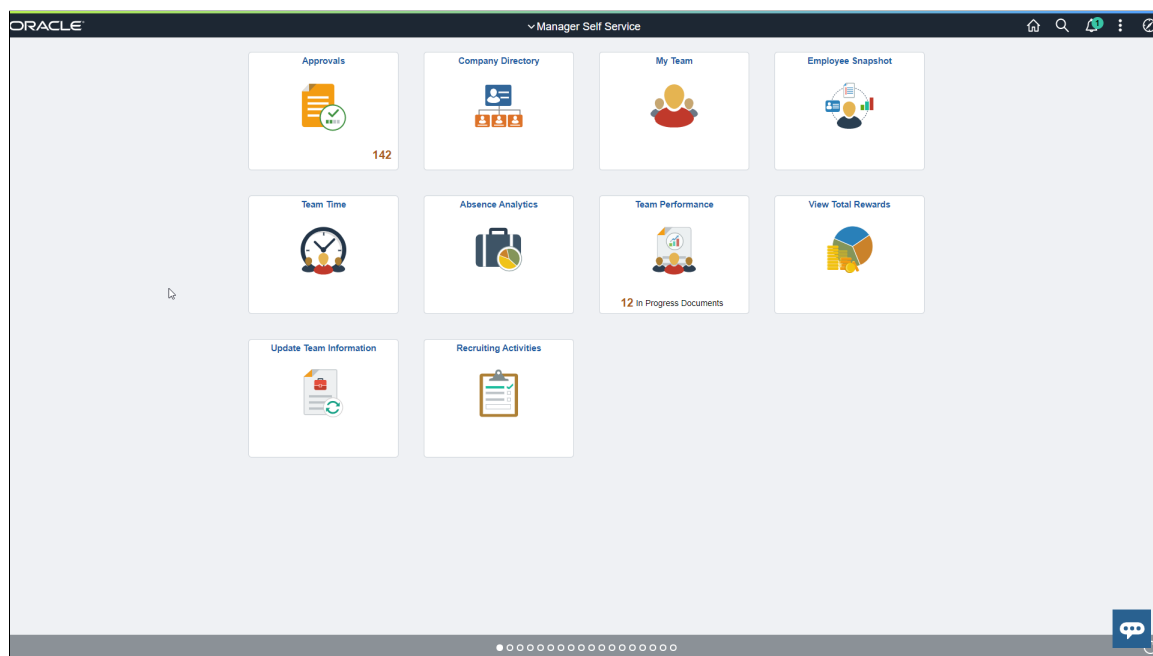 ORACLE
Manager Self Service
1
Approvals
142
Company Directory
My Team
Employee Snapshot
Team Time
Absence Analytics
Team Performance
12 In Progress Documents
View Total Rewards
Update Team Information
Recruiting Activities